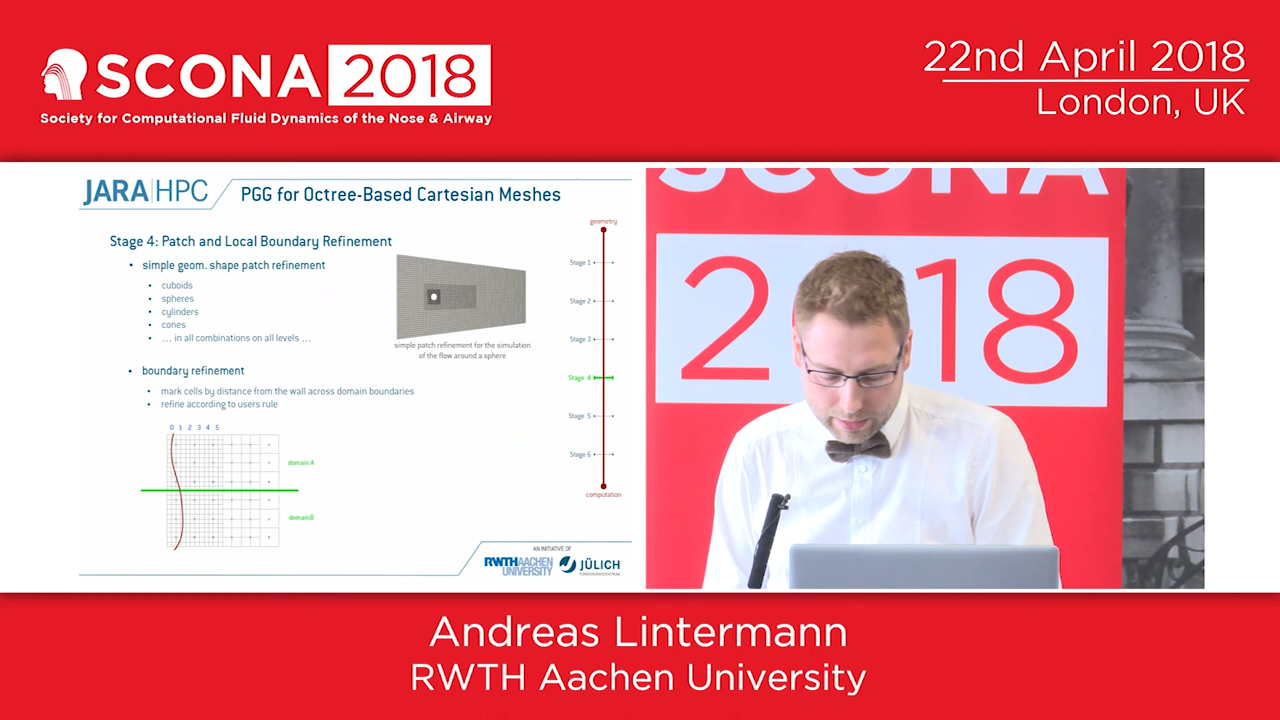 SCONA 2018
Society for Computational Fluid Dynamics of the Nose & Airway
22nd April 2018
London, UK
JARA|HPC
PGG for Octree-Based Cartesian Meshes
Stage 4: Patch and Local Boundary Refinement
• simple geom. shape patch refinement
• cuboids
• spheres
• cylinders
• cones
• … in all combinations on all levels …
simple patch refinement for the simulation
of the flow around a sphere
• boundary refinement
• mark cells by distance from the wall across domain boundaries
• refine according to users rule
0 1 2 3 4 5
domain A
domain B
geometry
Stage 1
Stage 2
Stage 3
Stage 4
Stage 5
Stage 6
computation
AN INITIATIVE OF
RWTH AACHEN
UNIVERSITY
JÜLICH
FORSCHUNGSZENTRUM
SCONA
2018
Andreas Lintermann
RWTH Aachen University